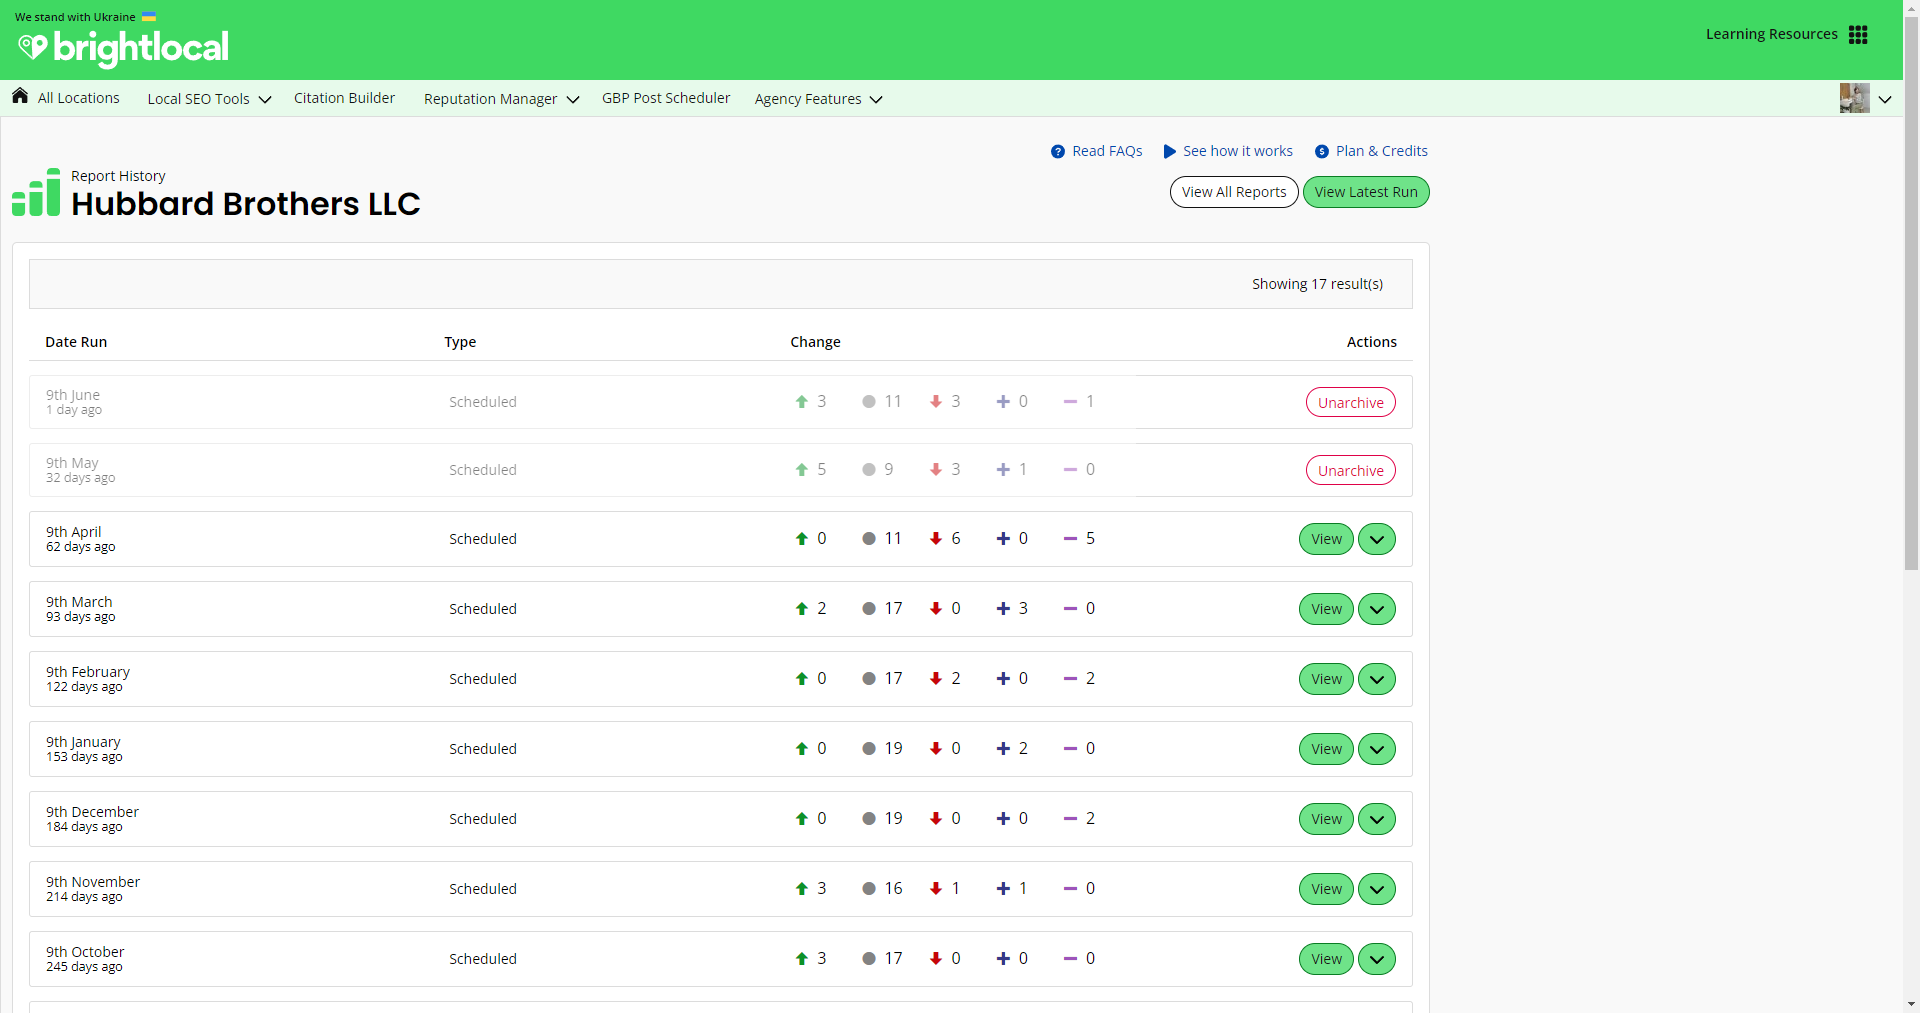 We stand with Ukraine
brightlocal
Learning Resources
All Locations
Local SEO Tools
Citation Builder
Reputation Manager
GBP Post Scheduler
Agency Features
Read FAQs
See how it works
Plan & Credits
Report History
Hubbard Brothers LLC
View All Reports
View Latest Run
Showing 17 result(s)
Date Run Type Change Actions
9th June
1 day ago
Scheduled 3 11 3 0 1 Unarchive
9th May
32 days ago
Scheduled 5 9 3 1 0 Unarchive
9th April
62 days ago
Scheduled 0 11 6 0 5 View
9th March
93 days ago
Scheduled 2 17 0 3 0 View
9th February
122 days ago
Scheduled 0 17 2 0 2 View
9th January
153 days ago
Scheduled 0 19 0 2 0 View
9th December
184 days ago
Scheduled 0 19 0 0 2 View
9th November
214 days ago
Scheduled 3 16 1 1 0 View
9th October
245 days ago
Scheduled 3 17 0 0 0 View